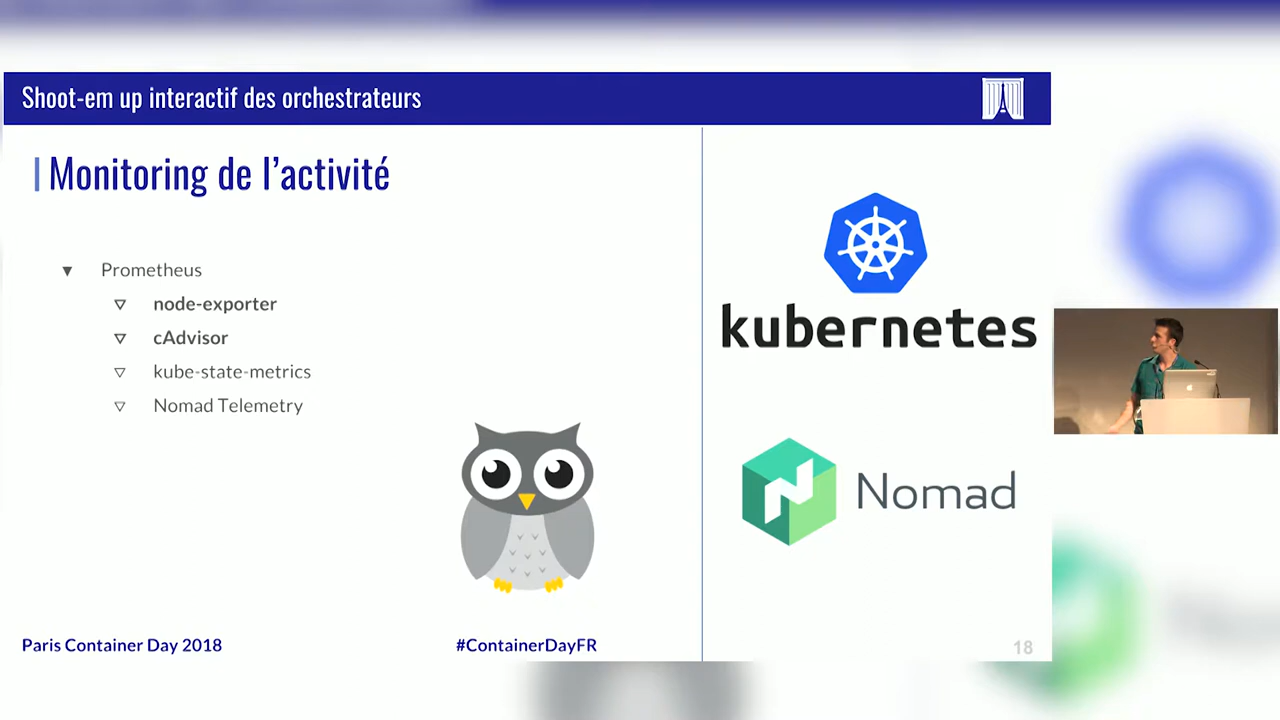 Shoot-em up interactif des orchestrateurs
Monitoring de l'activité
Prometheus
node-exporter
cAdvisor
kube-state-metrics
Nomad Telemetry
kubernetes
Nomad
Paris Container Day 2018
#ContainerDayFR
18